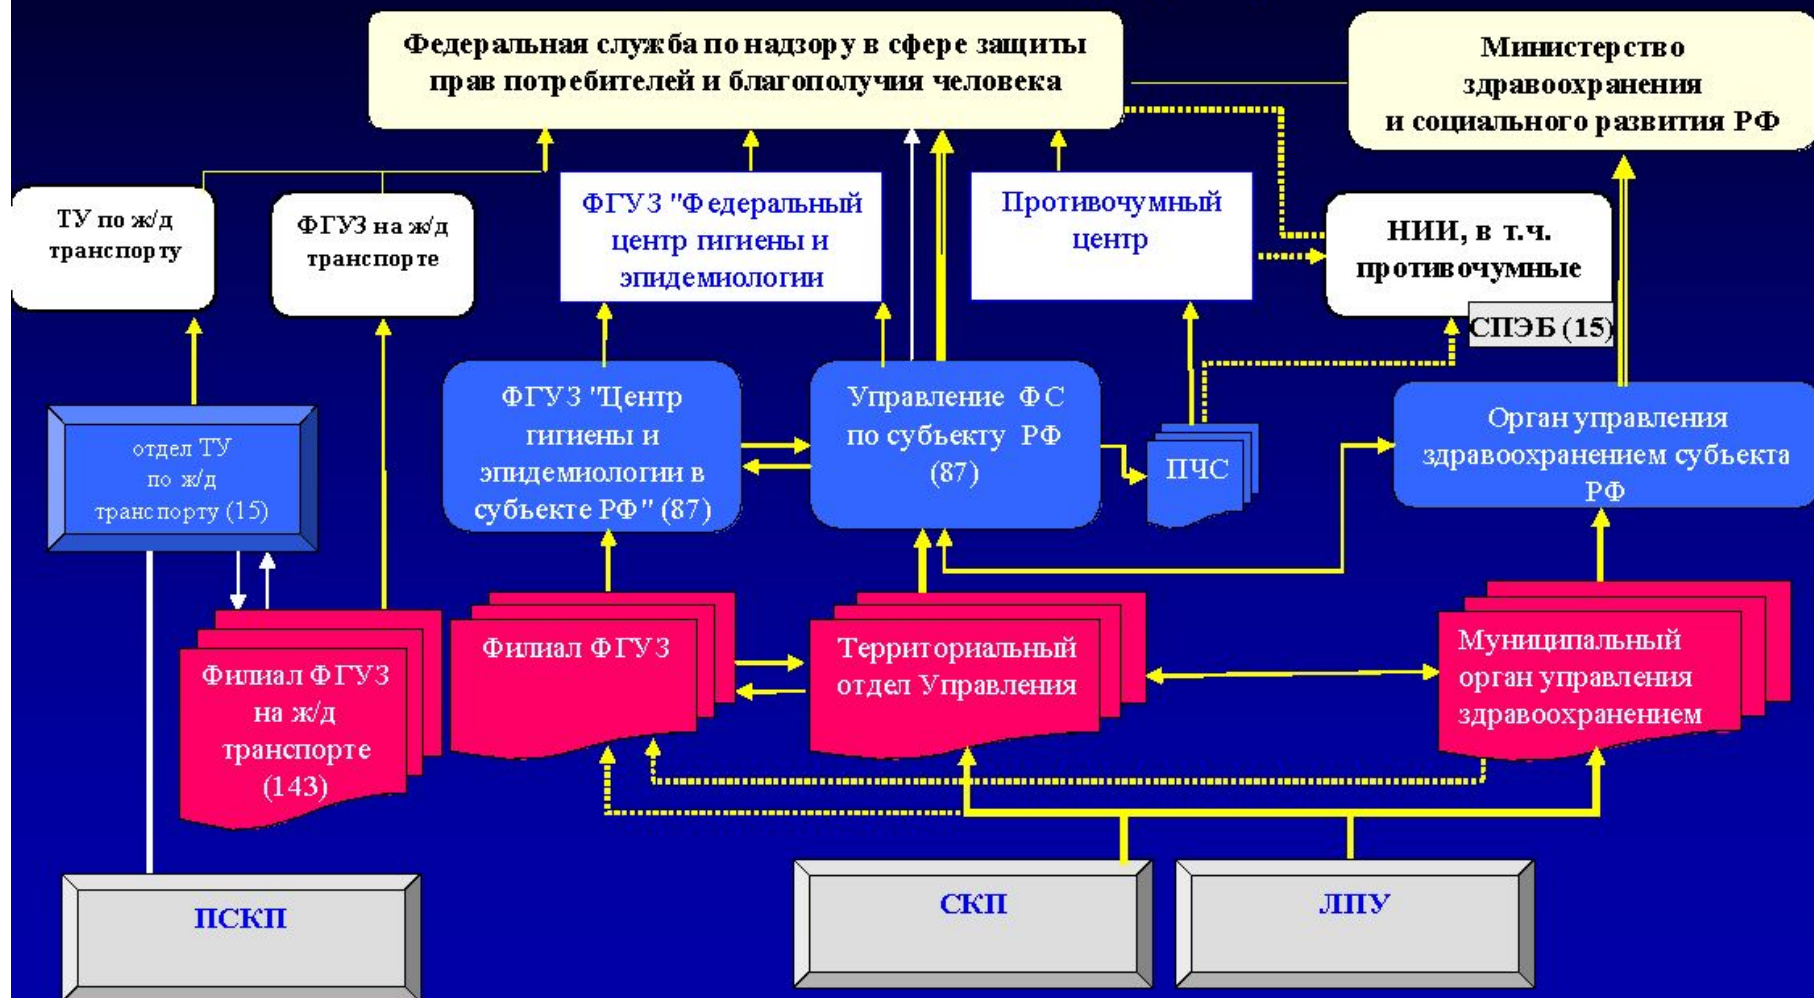 Федеральная служба по надзору в сфере защиты
прав потребителей и благополучия человека
Министерство
здравоохранения
и социального развития РФ
ТУ по ж/д
транспорту
ФГУЗ на ж/д
транспорте
ФГУЗ "Федеральный
центр гигиены и
эпидемиологии
Противочумный
центр
НИИ, в т.ч.
противочумные
СПЭБ (15)
отдел ТУ
по ж/д
транспорту (15)
ФГУЗ "Центр
гигиены и
эпидемиологии в
субъекте РФ" (87)
Управление ФС
по субъекту РФ
(87)
ПЧС
Орган управления
здравоохранением субъекта
РФ
Филиал ФГУЗ
на ж/д
транспорте
(143)
Филиал ФГУЗ
Территориальный
отдел Управления
Муниципальный
орган управления
здравоохранением
ПСКП
СКП
ЛПУ